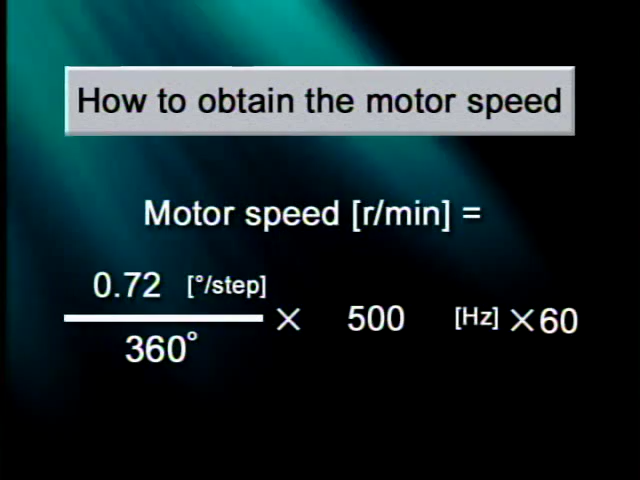 How to obtain the motor speed
Motor speed [r/min] =
0.72 [°/step]
360°
× 500 [Hz] ×60